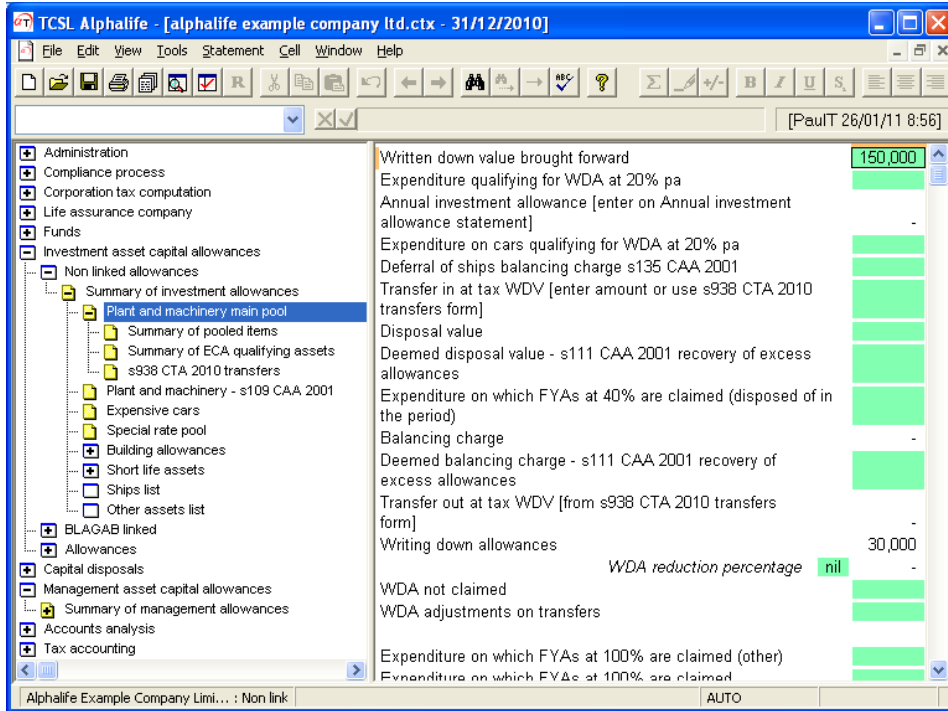 TCSL Alphalife - [alphalife example company ltd.ctx - 31/12/2010]
File Edit View Tools Statement Cell Window Help
R ABC ? Σ +/- B I U S
[PaulT 26/01/11 8:56]
Administration
Compliance process
Corporation tax computation
Life assurance company
Funds
Investment asset capital allowances
Non linked allowances
Summary of investment allowances
Plant and machinery main pool
Summary of pooled items
Summary of ECA qualifying assets
s938 CTA 2010 transfers
Plant and machinery - s109 CAA 2001
Expensive cars
Special rate pool
Building allowances
Short life assets
Ships list
Other assets list
BLAGAB linked
Allowances
Capital disposals
Management asset capital allowances
Summary of management allowances
Accounts analysis
Tax accounting
Written down value brought forward 150,000
Expenditure qualifying for WDA at 20% pa
Annual investment allowance [enter on Annual investment
allowance statement] -
Expenditure on cars qualifying for WDA at 20% pa
Deferral of ships balancing charge s135 CAA 2001
Transfer in at tax WDV [enter amount or use s938 CTA 2010
transfers form]
Disposal value
Deemed disposal value - s111 CAA 2001 recovery of excess
allowances
Expenditure on which FYAs at 40% are claimed (disposed of in
the period)
Balancing charge -
Deemed balancing charge - s111 CAA 2001 recovery of
excess allowances
Transfer out at tax WDV [from s938 CTA 2010 transfers
form] -
Writing down allowances 30,000
WDA reduction percentage nil -
WDA not claimed
WDA adjustments on transfers
Expenditure on which FYAs at 100% are claimed (other)
Expenditure on which FYAs at 100% are claimed
Alphalife Example Company Limi... : Non link AUTO